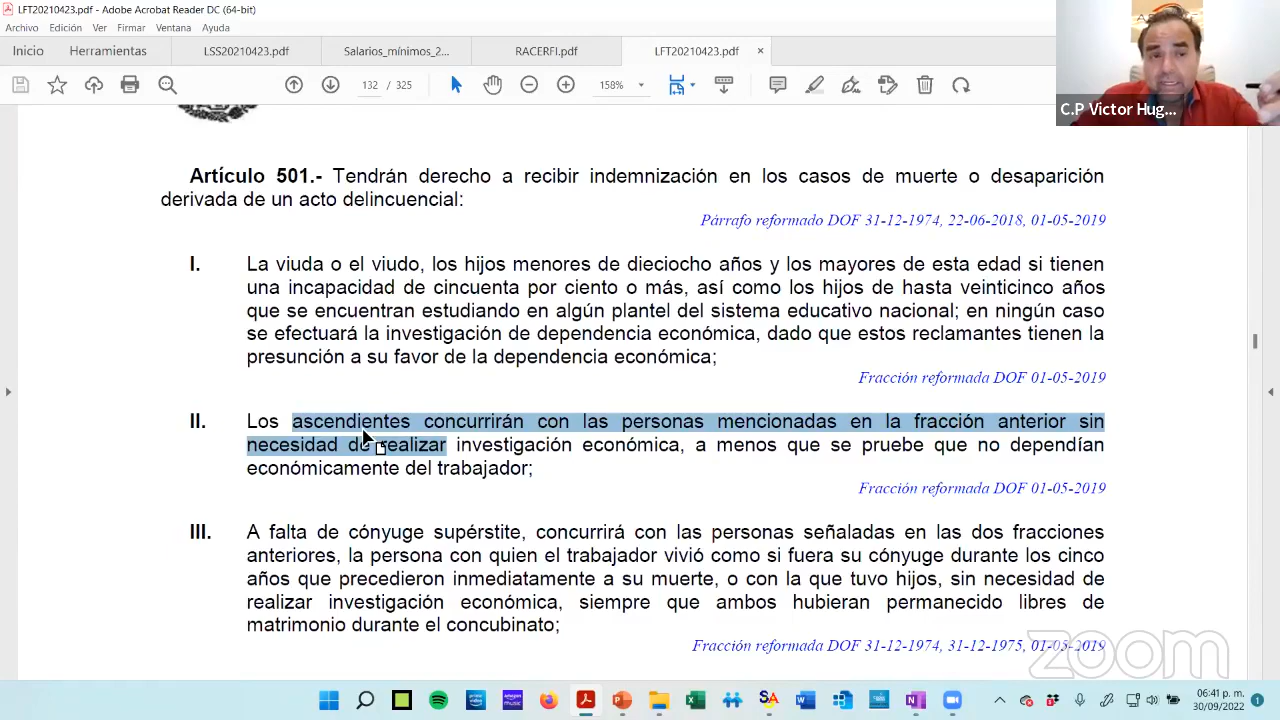 LFT20210423.pdf - Adobe Acrobat Reader DC (64-bit)
Archivo Edición Ver Firmar Ventana Ayuda
Inicio Herramientas LSS20210423.pdf Salarios_mínimos_2... RACERFI.pdf LFT20210423.pdf ×
132 / 325 158%
C.P Victor Hug...
Artículo 501.- Tendrán derecho a recibir indemnización en los casos de muerte o desaparición
derivada de un acto delincuencial:
Párrafo reformado DOF 31-12-1974, 22-06-2018, 01-05-2019
I. La viuda o el viudo, los hijos menores de dieciocho años y los mayores de esta edad si tienen
una incapacidad de cincuenta por ciento o más, así como los hijos de hasta veinticinco años
que se encuentran estudiando en algún plantel del sistema educativo nacional; en ningún caso
se efectuará la investigación de dependencia económica, dado que estos reclamantes tienen la
presunción a su favor de la dependencia económica;
Fracción reformada DOF 01-05-2019
II. Los ascendientes concurrirán con las personas mencionadas en la fracción anterior sin
necesidad de realizar investigación económica, a menos que se pruebe que no dependían
económicamente del trabajador;
Fracción reformada DOF 01-05-2019
III. A falta de cónyuge supérstite, concurrirá con las personas señaladas en las dos fracciones
anteriores, la persona con quien el trabajador vivió como si fuera su cónyuge durante los cinco
años que precedieron inmediatamente a su muerte, o con la que tuvo hijos, sin necesidad de
realizar investigación económica, siempre que ambos hubieran permanecido libres de
matrimonio durante el concubinato;
Fracción reformada DOF 31-12-1974, 31-12-1975, 01-05-2019
zoom
06:41 p. m.
30/09/2022